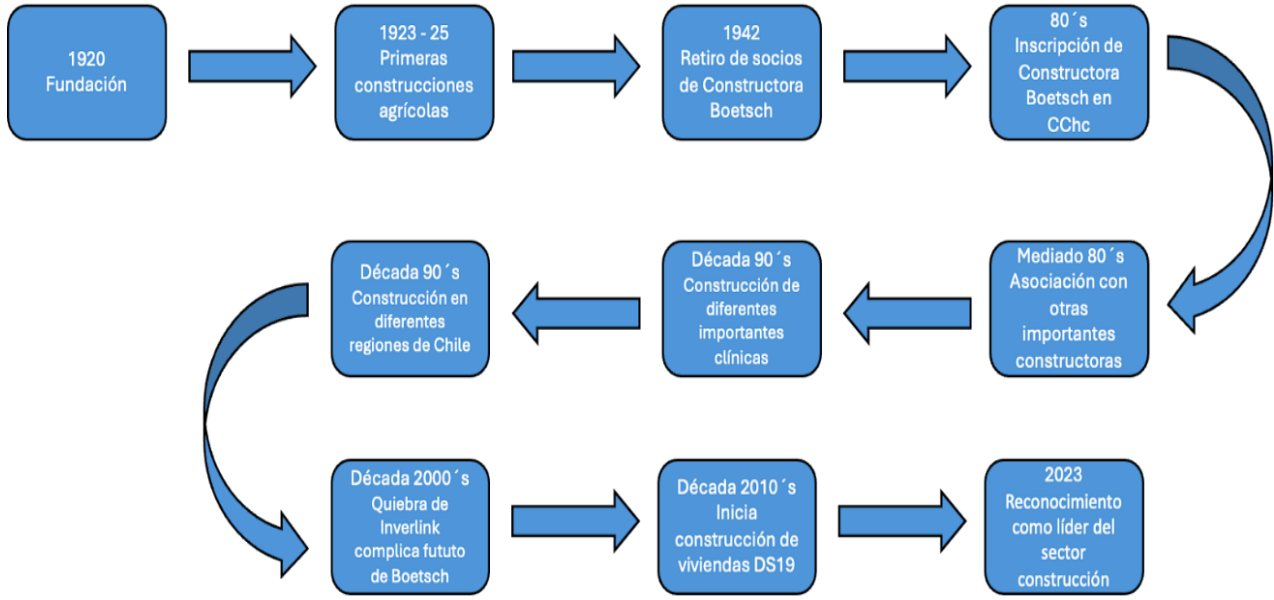 1920
Fundación
1923 - 25
Primeras
construcciones
agrícolas
1942
Retiro de socios
de Constructora
Boetsch
80´s
Inscripción de
Constructora
Boetsch en
CChc
Mediado 80´s
Asociación con
otras
importantes
constructoras
Década 90´s
Construcción de
diferentes
importantes
clínicas
Década 90´s
Construcción en
diferentes
regiones de Chile
Década 2000´s
Quiebra de
Inverlink
complica fututo
de Boetsch
Década 2010´s
Inicia
construcción de
viviendas DS19
2023
Reconocimiento
como líder del
sector
construcción